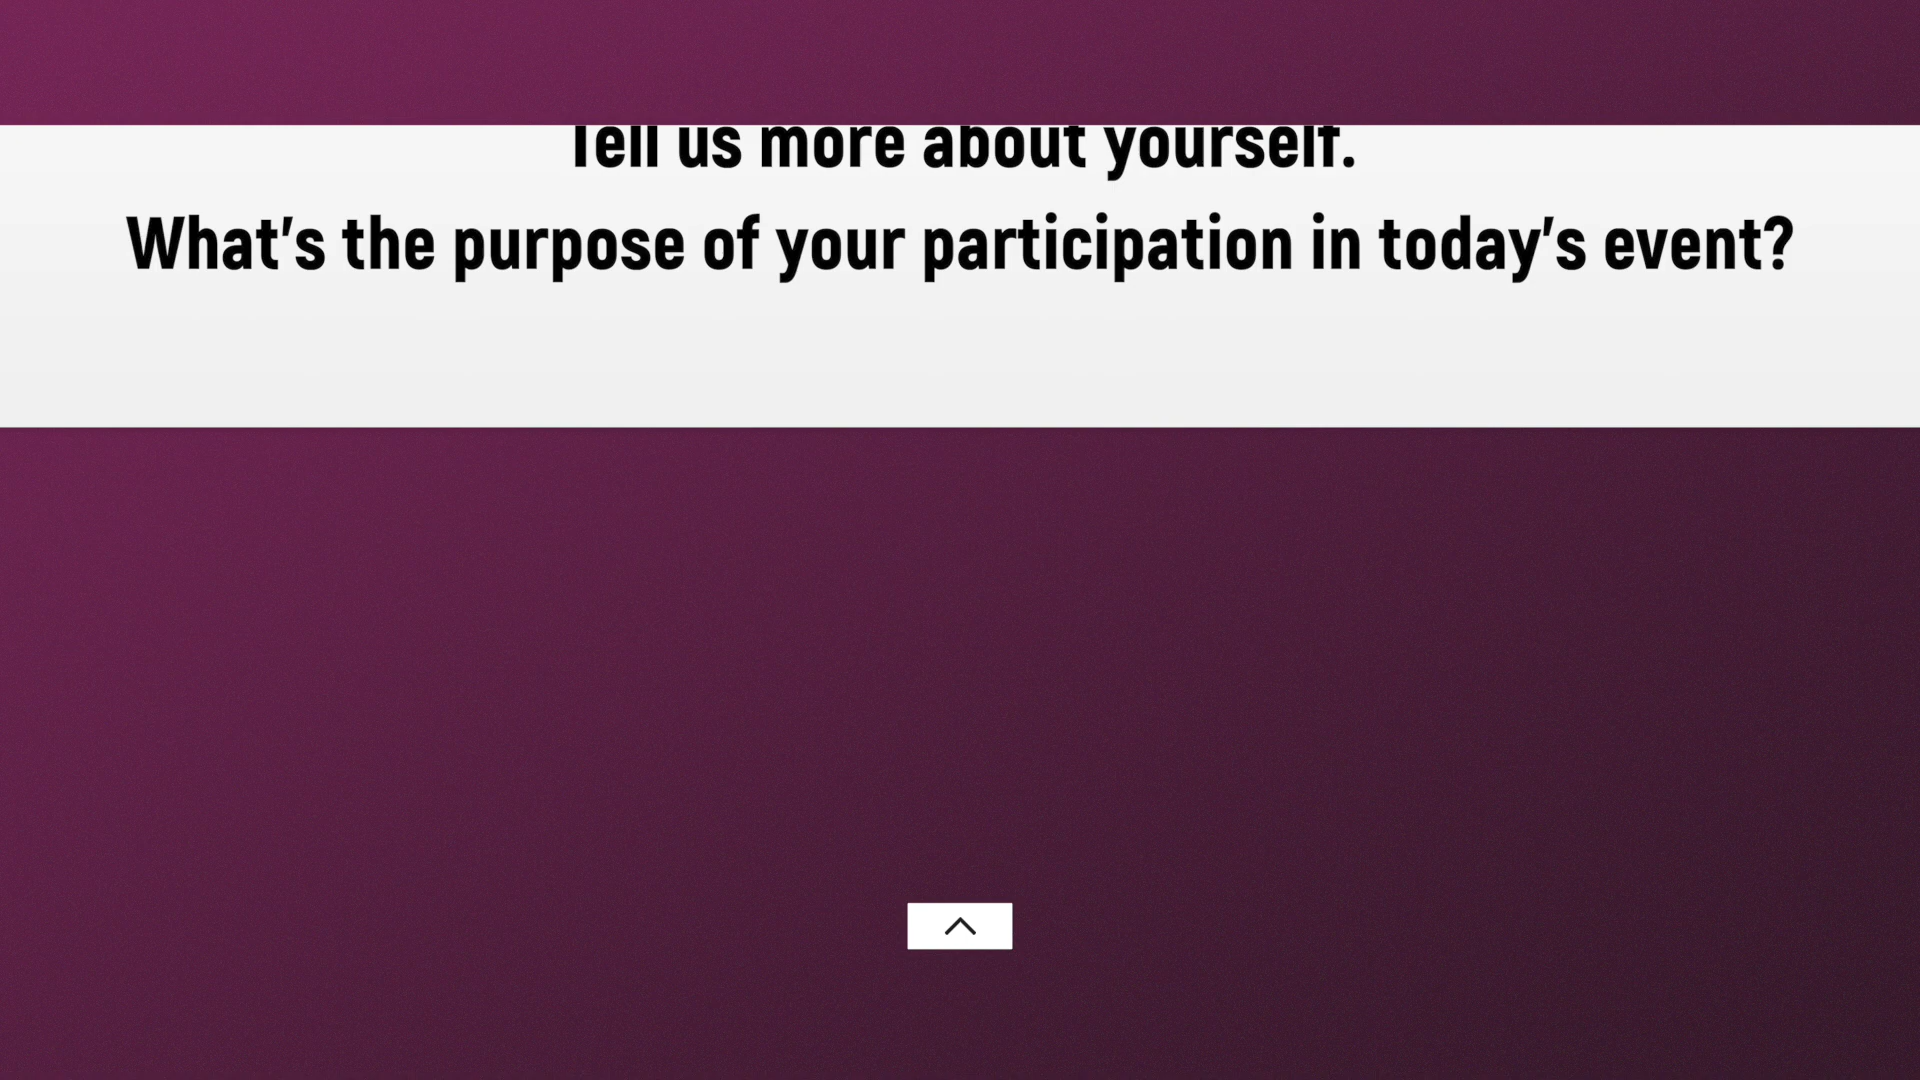 Tell us more about yourself.
What's the purpose of your participation in today's event?